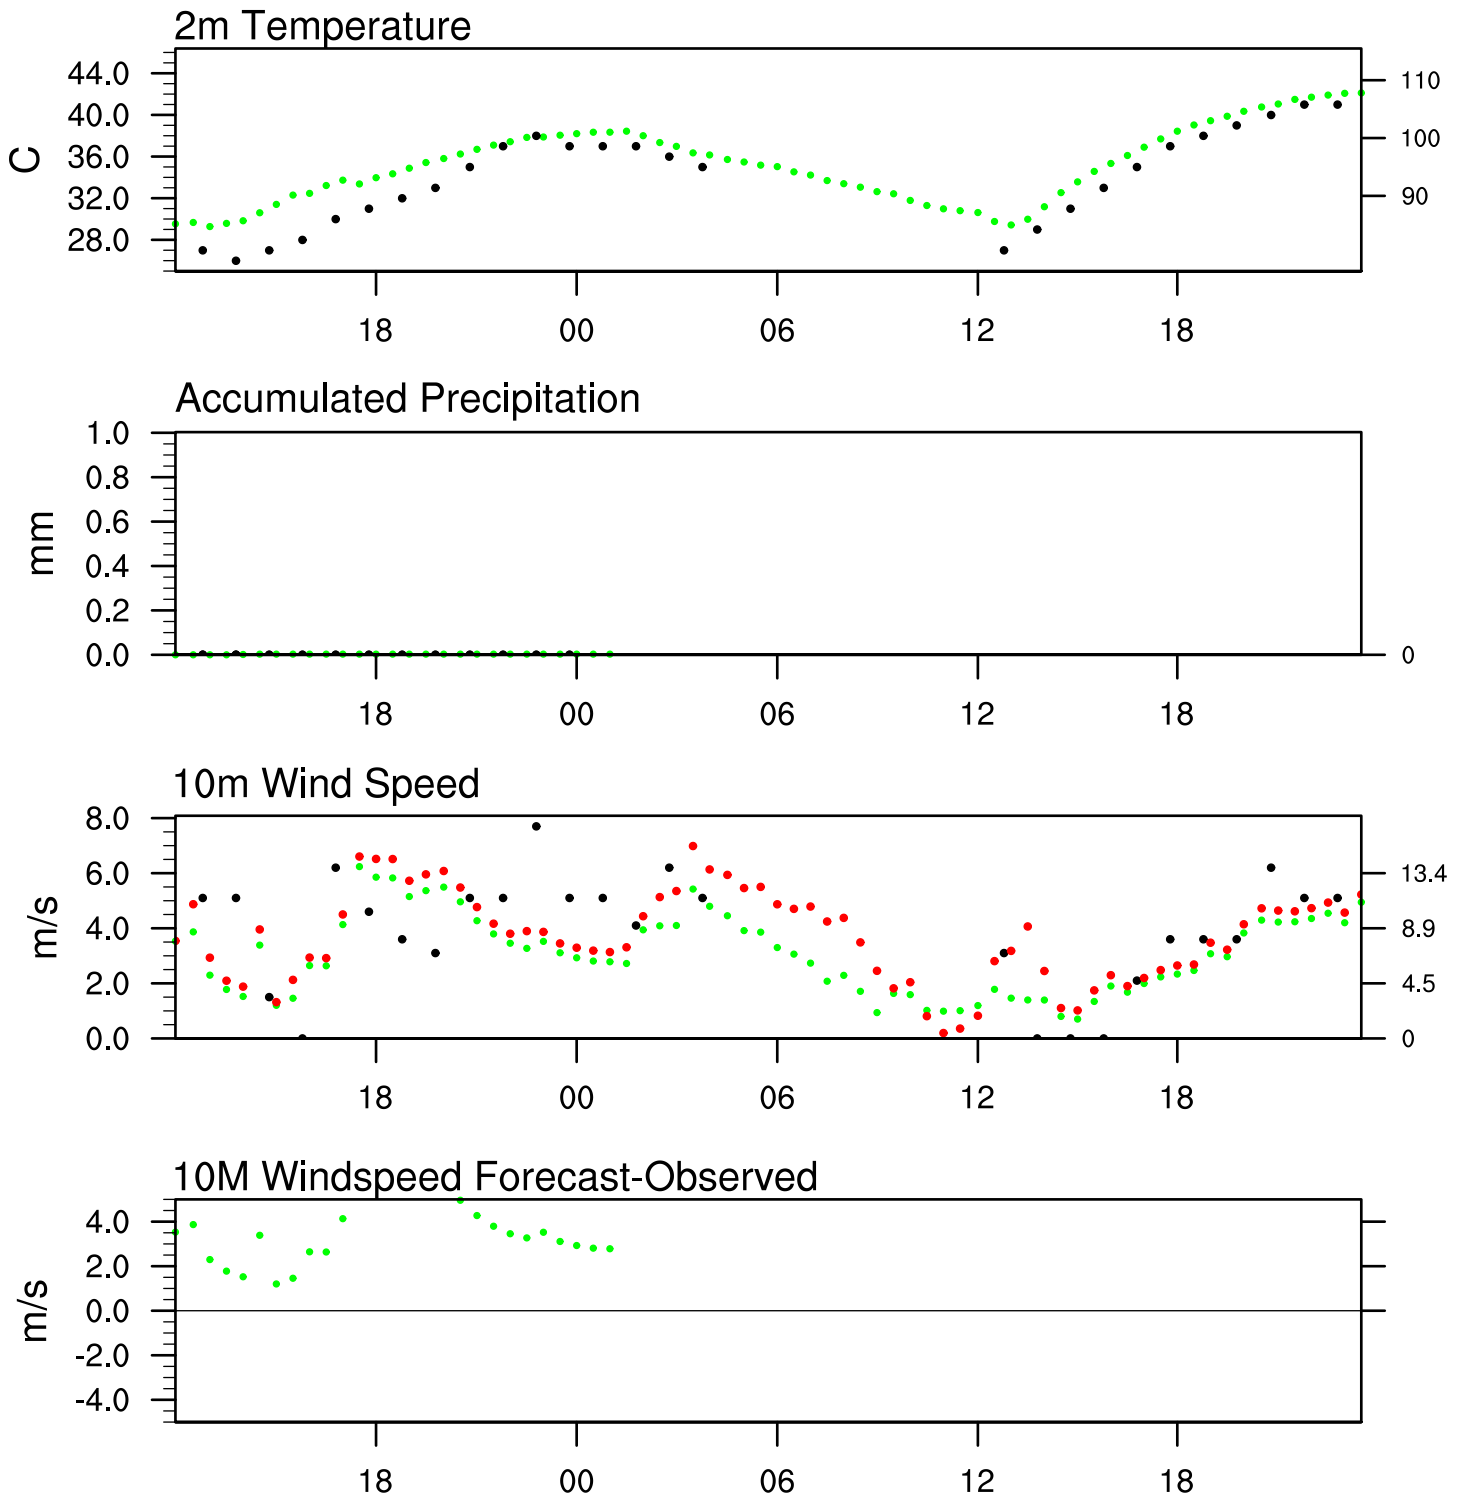 2m Temperature
44.0
40.0
36.0
32.0
28.0
C
110
100
90
18 00 06 12 18
Accumulated Precipitation
1.0
0.8
0.6
0.4
0.2
0.0
mm
0
18 00 06 12 18
10m Wind Speed
8.0
6.0
4.0
2.0
0.0
m/s
13.4
8.9
4.5
0
18 00 06 12 18
10M Windspeed Forecast-Observed
4.0
2.0
0.0
-2.0
-4.0
m/s
18 00 06 12 18